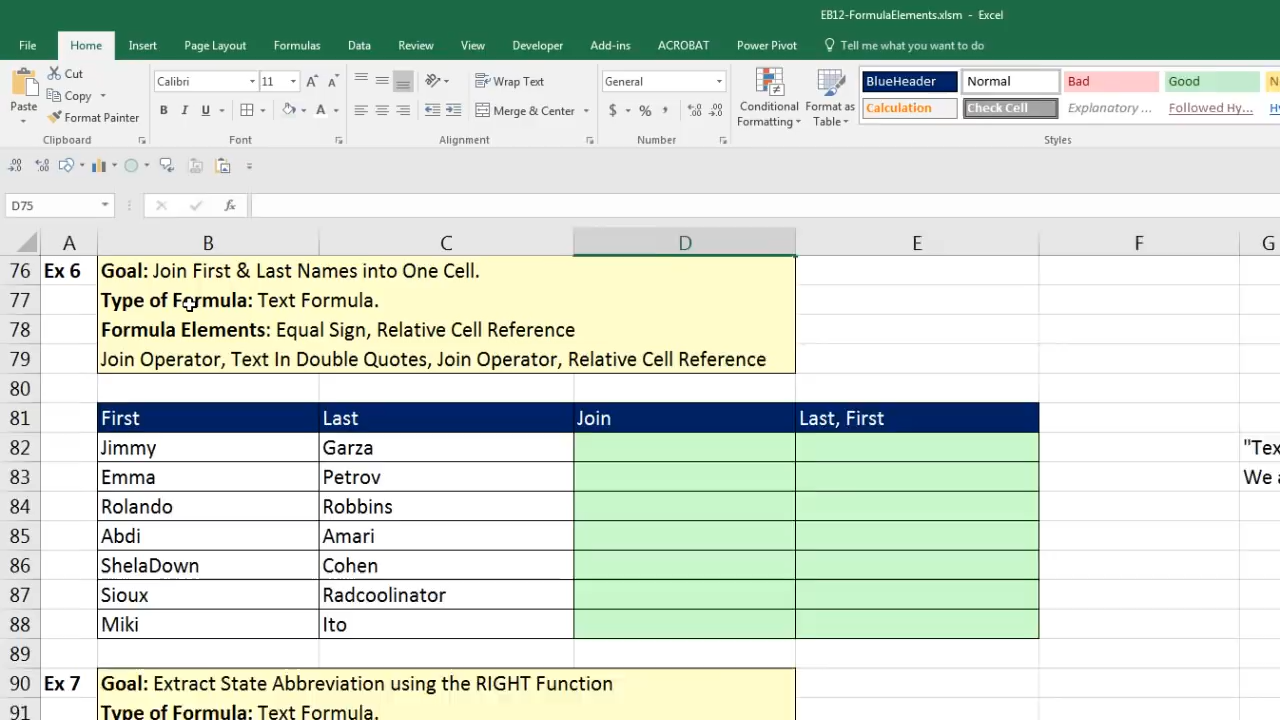 EB12-FormulaElements.xlsm - Excel
File Home Insert Page Layout Formulas Data Review View Developer Add-ins ACROBAT Power Pivot Tell me what you want to do
Paste
Cut
Copy
Format Painter
Clipboard
Calibri 11
B I U
Font
Wrap Text
Merge & Center
Alignment
General
$ % ,
Number
Conditional Formatting
Format as Table
BlueHeader Normal Bad Good
Calculation Check Cell Explanatory ... Followed Hy...
Styles
D75 fx
A B C D E F G
76 Ex 6 Goal: Join First & Last Names into One Cell.
77 Type of Formula: Text Formula.
78 Formula Elements: Equal Sign, Relative Cell Reference
79 Join Operator, Text In Double Quotes, Join Operator, Relative Cell Reference
80
81 First Last Join Last, First
82 Jimmy Garza "Tex
83 Emma Petrov We a
84 Rolando Robbins
85 Abdi Amari
86 ShelaDown Cohen
87 Sioux Radcoolinator
88 Miki Ito
89
90 Ex 7 Goal: Extract State Abbreviation using the RIGHT Function
91 Type of Formula: Text Formula.